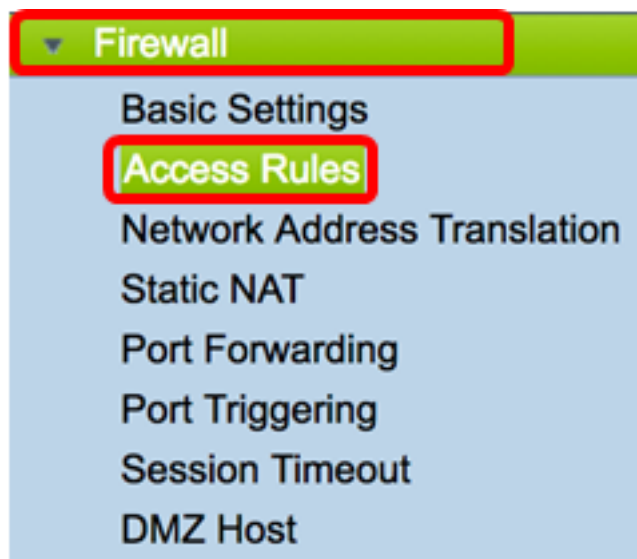 Firewall
Basic Settings
Access Rules
Network Address Translation
Static NAT
Port Forwarding
Port Triggering
Session Timeout
DMZ Host